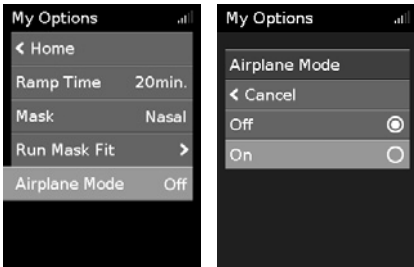 My Options
< Home
Ramp Time 20min.
Mask Nasal
Run Mask Fit >
Airplane Mode Off
My Options
Airplane Mode
< Cancel
Off
On